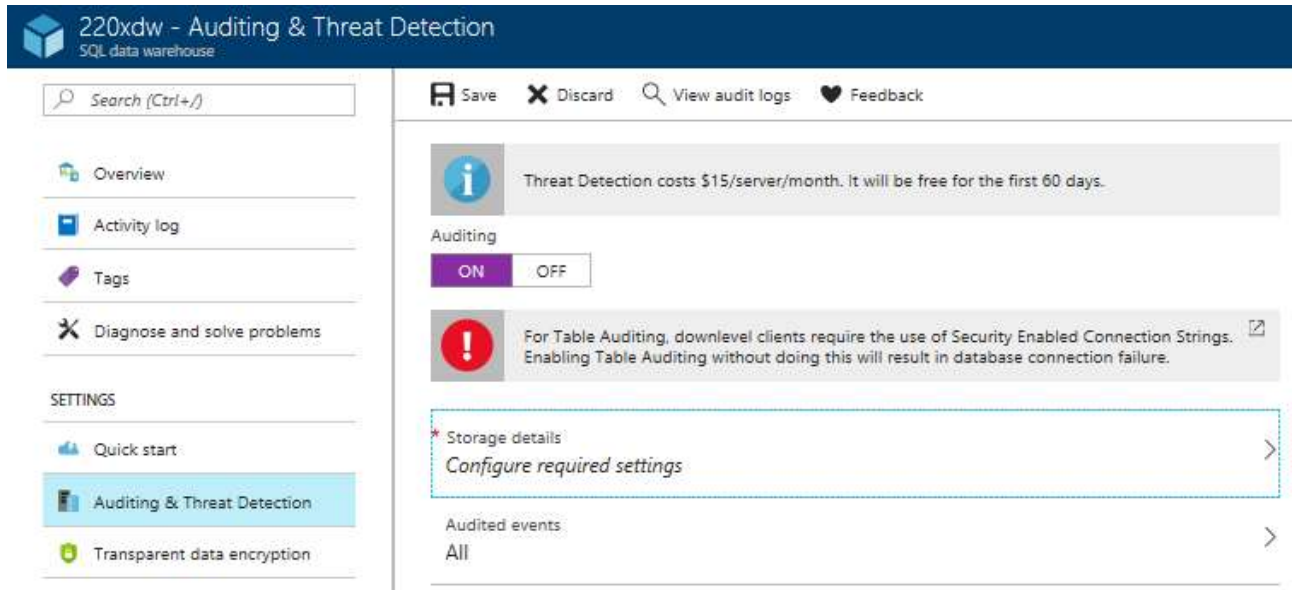 220xdw - Auditing & Threat Detection
SQL data warehouse
Search (Ctrl+/)
Overview
Activity log
Tags
Diagnose and solve problems
SETTINGS
Quick start
Auditing & Threat Detection
Transparent data encryption
Save Discard View audit logs Feedback
Threat Detection costs $15/server/month. It will be free for the first 60 days.
Auditing
ON OFF
For Table Auditing, downlevel clients require the use of Security Enabled Connection Strings.
Enabling Table Auditing without doing this will result in database connection failure.
* Storage details
Configure required settings
Audited events
All